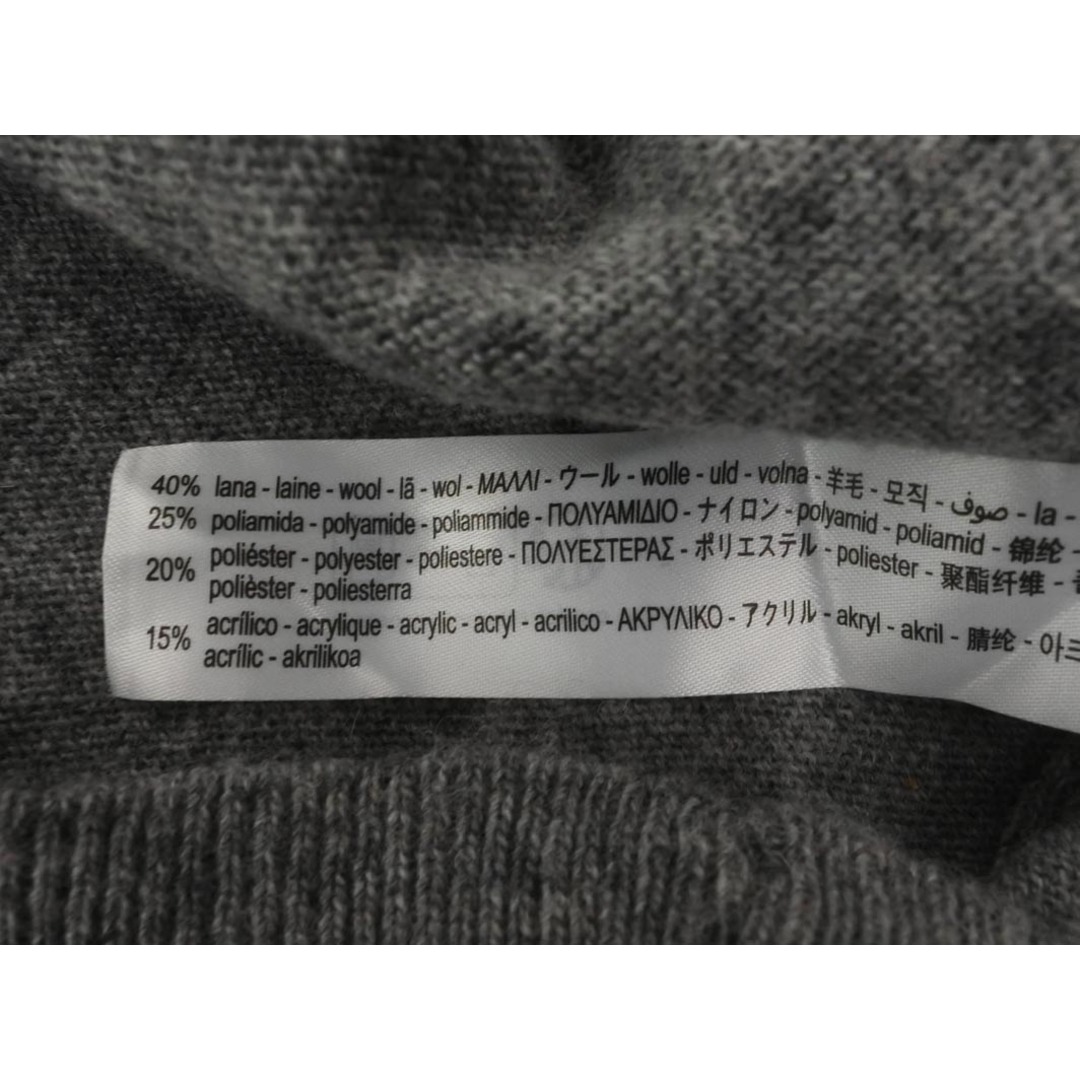 40% lana - laine - wool - lã - wol - ΜΑΛΛΙ - ウール - wolle - uld - volna - 羊毛 - 모직 - صوف - la -
25% poliamida - polyamide - poliammide - ΠΟΛΥΑΜΙΔΙΟ - ナイロン - polyamid - poliamid - 锦纶 -
20% poliéster - polyester - poliestere - ΠΟΛΥΕΣΤΕΡΑΣ - ポリエステル - poliester - 聚酯纤维 -
polièster - poliesterra
15% acrílico - acrylique - acrylic - acryl - acrilico - ΑΚΡΥΛΙΚΟ - アクリル - akryl - akril - 腈纶 -
acrílic - akrilikoa